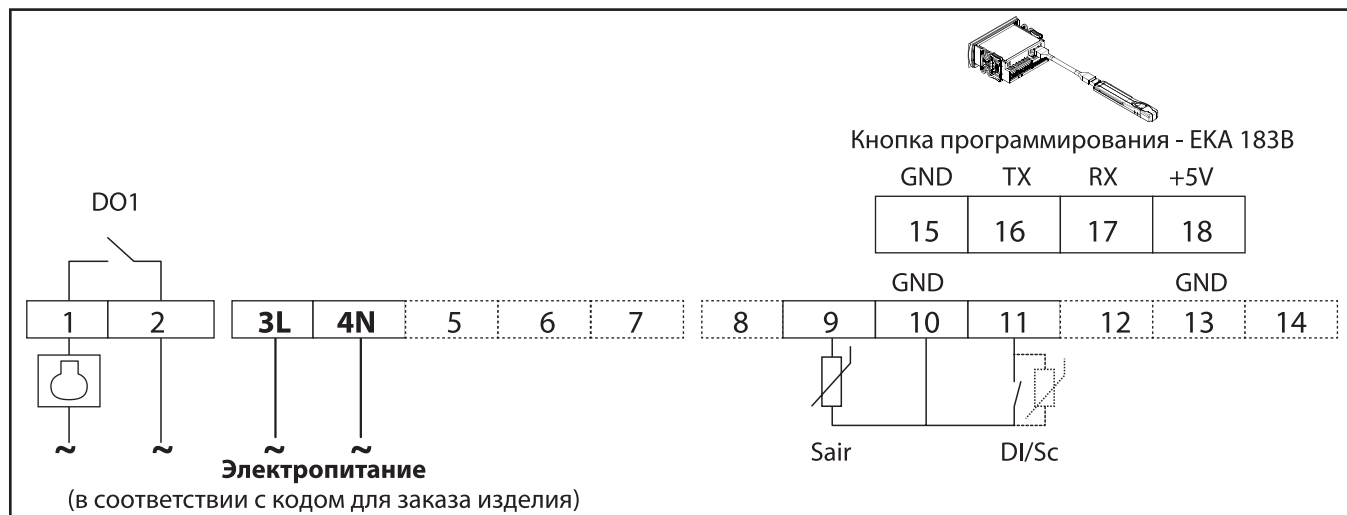 Кнопка программирования - EKA 183B
GND TX RX +5V
DO1
15 16 17 18
GND GND
1 2 3L 4N 5 6 7 8 9 10 11 12 13 14
~ ~ ~ ~
Sair DI/Sc
Электропитание
(в соответствии с кодом для заказа изделия)